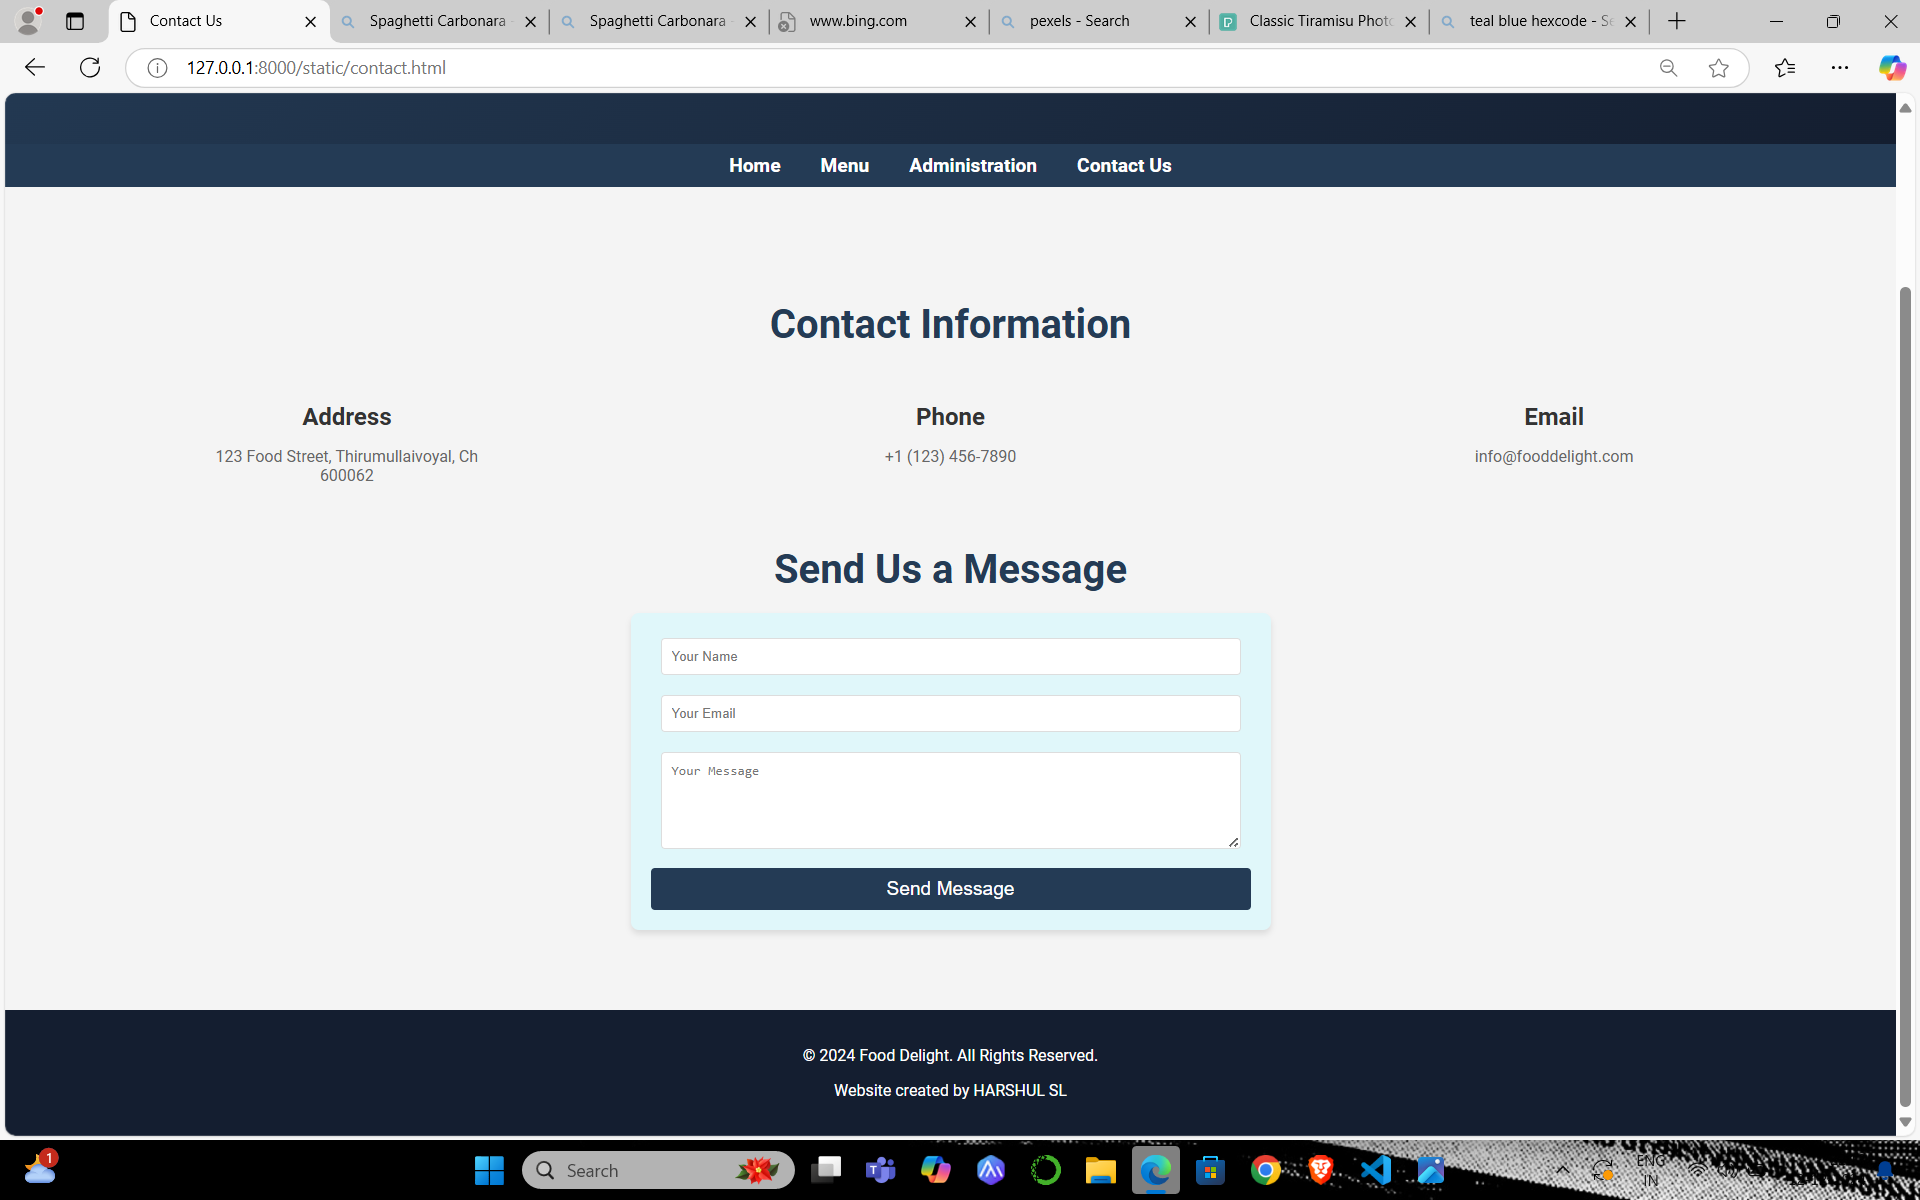 Contact Us
Spaghetti Carbonara
Spaghetti Carbonara
www.bing.com
pexels - Search
Classic Tiramisu Photo
teal blue hexcode - Se
127.0.0.1:8000/static/contact.html
Home Menu Administration Contact Us
Contact Information
Address
123 Food Street, Thirumullaivoyal, Ch
600062
Phone
+1 (123) 456-7890
Email
info@fooddelight.com
Send Us a Message
Your Name
Your Email
Your Message
Send Message
© 2024 Food Delight. All Rights Reserved.
Website created by HARSHUL SL
1
Search
ENG
IN